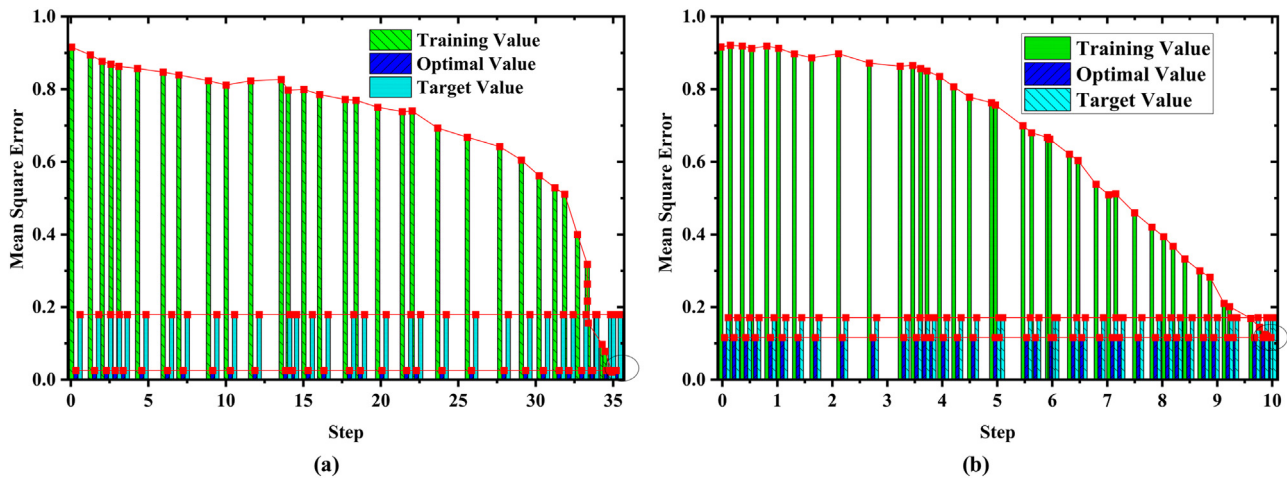 1.0
0.8
0.6
0.4
0.2
0.0
Mean Square Error
Training Value
Optimal Value
Target Value
0 5 10 15 20 25 30 35
Step
(a)
1.0
0.8
0.6
0.4
0.2
0.0
Mean Square Error
Training Value
Optimal Value
Target Value
0 1 2 3 4 5 6 7 8 9 10
Step
(b)